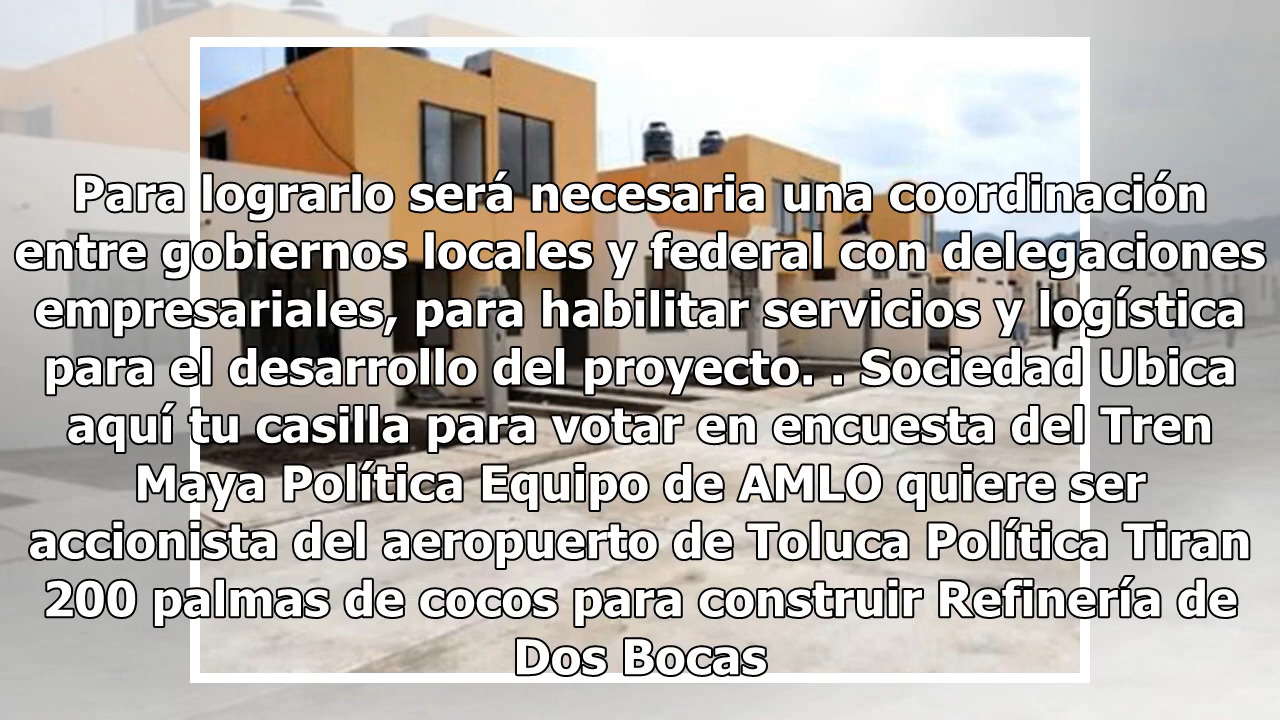 Para lograrlo será necesaria una coordinación
entre gobiernos locales y federal con delegaciones
empresariales, para habilitar servicios y logística
para el desarrollo del proyecto. . Sociedad Ubica
aquí tu casilla para votar en encuesta del Tren
Maya Política Equipo de AMLO quiere ser
accionista del aeropuerto de Toluca Política Tiran
200 palmas de cocos para construir Refinería de
Dos Bocas